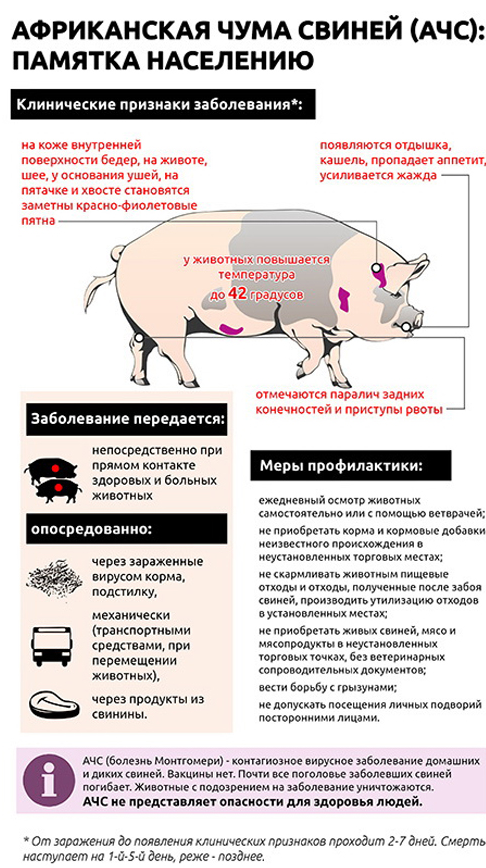 АФРИКАНСКАЯ ЧУМА СВИНЕЙ (АЧС):
ПАМЯТКА НАСЕЛЕНИЮ
Клинические признаки заболевания*:
на коже внутренней
поверхности бедер, на животе,
шее, у основания ушей, на
пятачке и хвосте становятся
заметны красно-фиолетовые
пятна
появляются отдышка,
кашель, пропадает аппетит,
усиливается жажда
у животных повышается
температура
до 42 градусов
отмечаются паралич задних
конечностей и приступы рвоты
Заболевание передается:
непосредственно при
прямом контакте
здоровых и больных
животных
опосредованно:
через зараженные
вирусом корма,
подстилку,
механически
(транспортными
средствами, при
перемещении
животных),
через продукты из
свинины.
Меры профилактики:
ежедневный осмотр животных
самостоятельно или с помощью ветврачей;
не приобретать корма и кормовые добавки
неизвестного происхождения в
неустановленных торговых местах;
не скармливать животным пищевые
отходы и отходы, полученные после забоя
свиней, производить утилизацию отходов
в установленных местах;
не приобретать живых свиней, мясо и
мясопродукты в неустановленных
торговых точках, без ветеринарных
сопроводительных документов;
вести борьбу с грызунами;
не допускать посещения личных подворий
посторонними лицами.
i
АЧС (болезнь Монтгомери) - контагиозное вирусное заболевание домашних
и диких свиней. Вакцины нет. Почти все поголовье заболевших свиней
погибает. Животные с подозрением на заболевание уничтожаются.
АЧС не представляет опасности для здоровья людей.
* От заражения до появления клинических признаков проходит 2-7 дней. Смерть
наступает на 1-й-5-й день, реже - позднее.